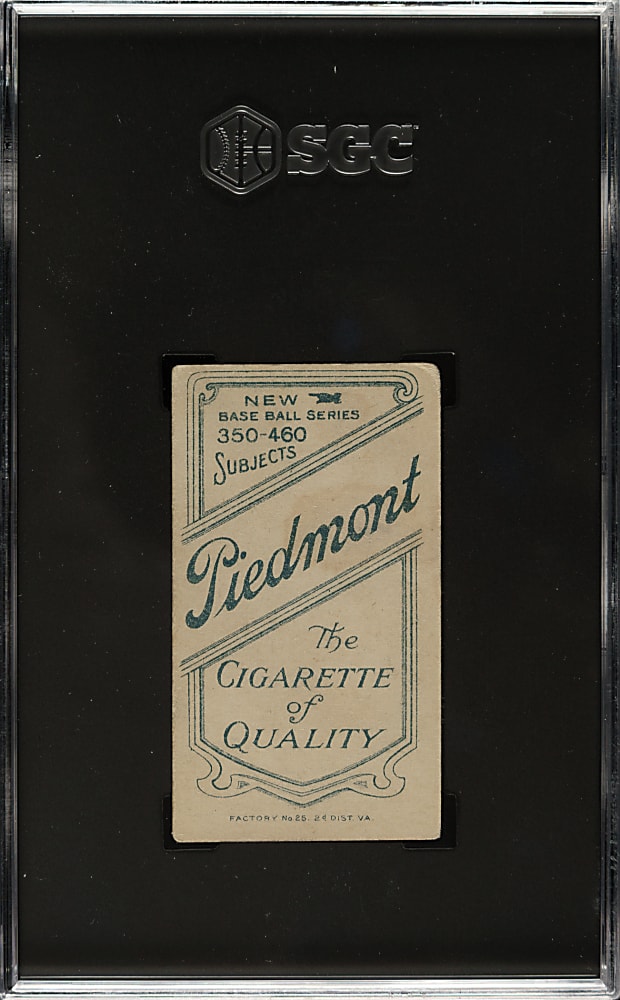 SGC
NEW
BASE BALL SERIES
350-460
SUBJECTS
Piedmont
The
CIGARETTE
of
QUALITY
FACTORY No 25. 2d DIST. VA.